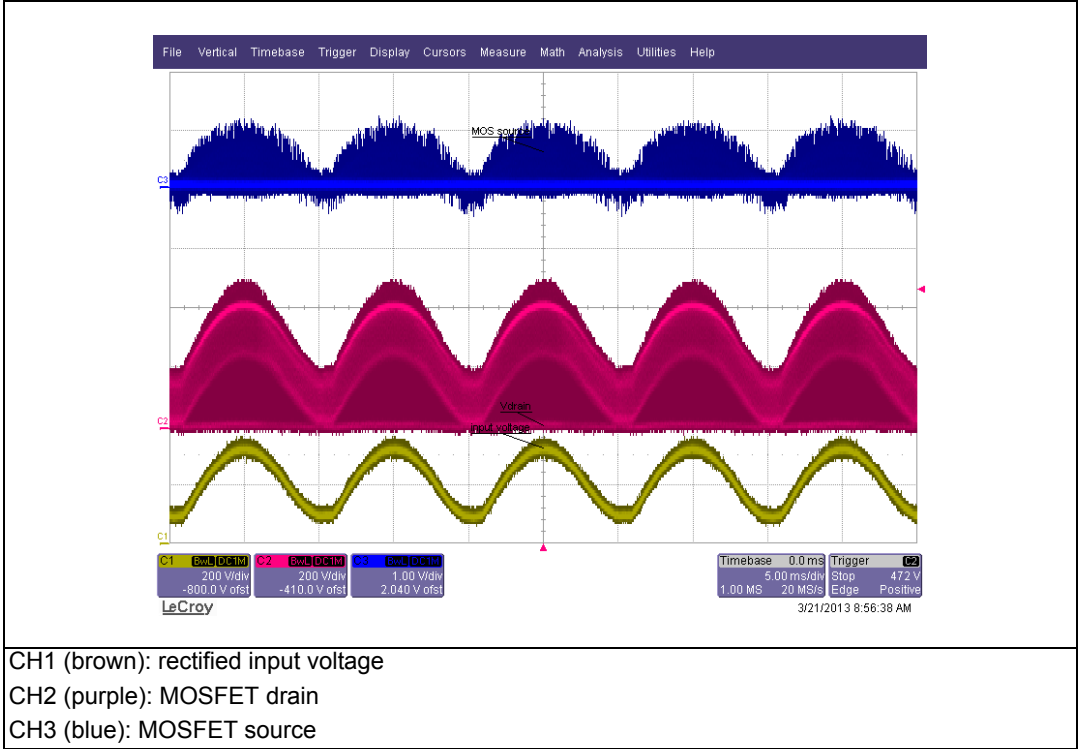 File Vertical Timebase Trigger Display Cursors Measure Math Analysis Utilities Help
MOS source
C3
C2
Vdrain
input voltage
C1
C1 BwL DC1M C2 BwL DC1M C3 BwL DC1M Timebase 0.0 ms Trigger C2
200 V/div 200 V/div 1.00 V/div 5.00 ms/div Stop 472 V
-800.0 V ofst -410.0 V ofst 2.040 V ofst 1.00 MS 20 MS/s Edge Positive
LeCroy 3/21/2013 8:56:38 AM
CH1 (brown): rectified input voltage
CH2 (purple): MOSFET drain
CH3 (blue): MOSFET source